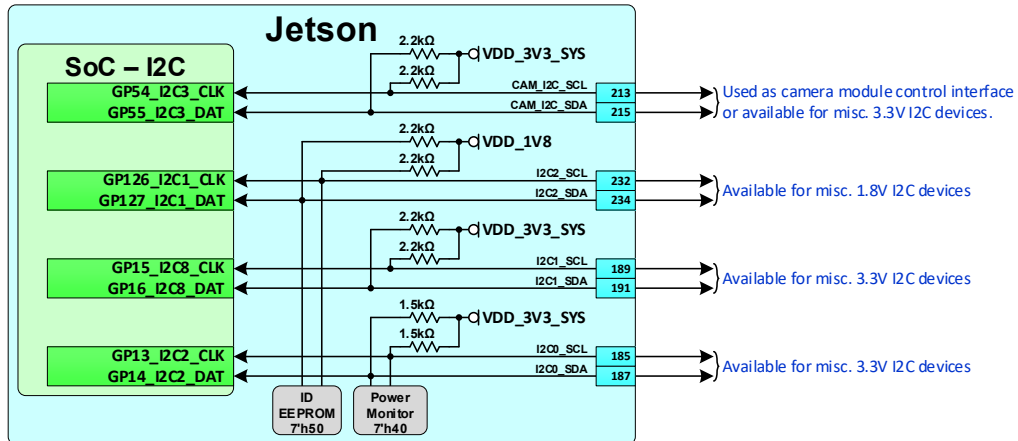 Jetson
SoC – I2C
2.2kΩ
VDD_3V3_SYS
2.2kΩ
GP54_I2C3_CLK
CAM_I2C_SCL
213
GP55_I2C3_DAT
CAM_I2C_SDA
215
Used as camera module control interface
or available for misc. 3.3V I2C devices.
2.2kΩ
VDD_1V8
2.2kΩ
GP126_I2C1_CLK
I2C2_SCL
232
GP127_I2C1_DAT
I2C2_SDA
234
Available for misc. 1.8V I2C devices
2.2kΩ
VDD_3V3_SYS
2.2kΩ
GP15_I2C8_CLK
I2C1_SCL
189
GP16_I2C8_DAT
I2C1_SDA
191
Available for misc. 3.3V I2C devices
1.5kΩ
VDD_3V3_SYS
1.5kΩ
GP13_I2C2_CLK
I2C0_SCL
185
GP14_I2C2_DAT
I2C0_SDA
187
Available for misc. 3.3V I2C devices
ID
EEPROM
7'h50
Power
Monitor
7'h40